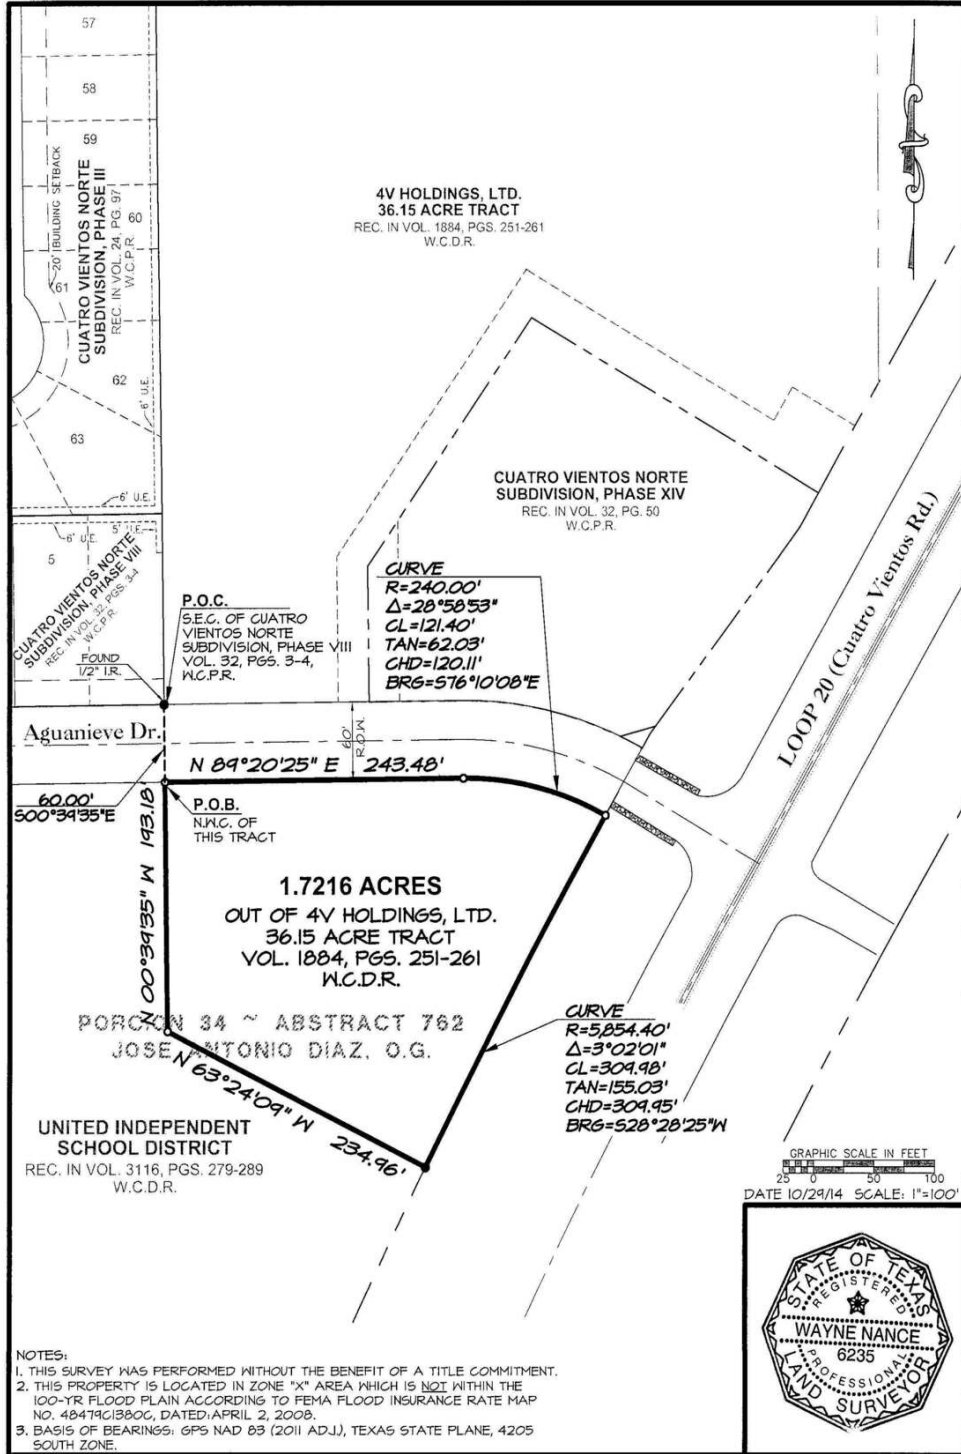 57
58
59
20' BUILDING SETBACK
CUATRO VIENTOS NORTE
SUBDIVISION, PHASE III
REC. IN VOL. 24, PG. 97
W.C.P.R.
60
61
62
6' U.E.
63
6' U.E.
4V HOLDINGS, LTD.
36.15 ACRE TRACT
REC. IN VOL. 1884, PGS. 251-261
W.C.D.R.
CUATRO VIENTOS NORTE
SUBDIVISION, PHASE XIV
REC. IN VOL. 32, PG. 50
W.C.P.R.
5' U.E.
6' U.E.
5
CUATRO VIENTOS NORTE
SUBDIVISION, PHASE VIII
REC. IN VOL. 32, PGS. 3-4
W.C.P.R.
FOUND
1/2" I.R.
P.O.C.
S.E.C. OF CUATRO
VIENTOS NORTE
SUBDIVISION, PHASE VIII
VOL. 32, PGS. 3-4,
W.C.P.R.
CURVE
R=240.00'
Δ=28°58'53"
CL=121.40'
TAN=62.03'
CHD=120.11'
BRG=S76°10'08"E
LOOP 20 (Cuatro Vientos Rd.)
Aguanieve Dr.
60'
R.O.W.
N 89°20'25" E 243.48'
60.00'
S00°39'35"E
P.O.B.
N.W.C. OF
THIS TRACT
N 00°39'35" W 193.18'
1.7216 ACRES
OUT OF 4V HOLDINGS, LTD.
36.15 ACRE TRACT
VOL. 1884, PGS. 251-261
W.C.D.R.
PORCION 34 ~ ABSTRACT 762
JOSE ANTONIO DIAZ, O.G.
N 63°24'09" W 234.96'
CURVE
R=5,854.40'
Δ=3°02'01"
CL=309.98'
TAN=155.03'
CHD=309.95'
BRG=S28°28'25"W
UNITED INDEPENDENT
SCHOOL DISTRICT
REC. IN VOL. 3116, PGS. 279-289
W.C.D.R.
GRAPHIC SCALE IN FEET
25 0 50 100
DATE 10/29/14 SCALE: 1"=100'
STATE OF TEXAS
REGISTERED
WAYNE NANCE
6235
PROFESSIONAL
LAND SURVEYOR
NOTES:
1. THIS SURVEY WAS PERFORMED WITHOUT THE BENEFIT OF A TITLE COMMITMENT.
2. THIS PROPERTY IS LOCATED IN ZONE "X" AREA WHICH IS NOT WITHIN THE
100-YR FLOOD PLAIN ACCORDING TO FEMA FLOOD INSURANCE RATE MAP
NO. 48479C1380C, DATED: APRIL 2, 2008.
3. BASIS OF BEARINGS: GPS NAD 83 (2011 ADJ.), TEXAS STATE PLANE, 4205
SOUTH ZONE.